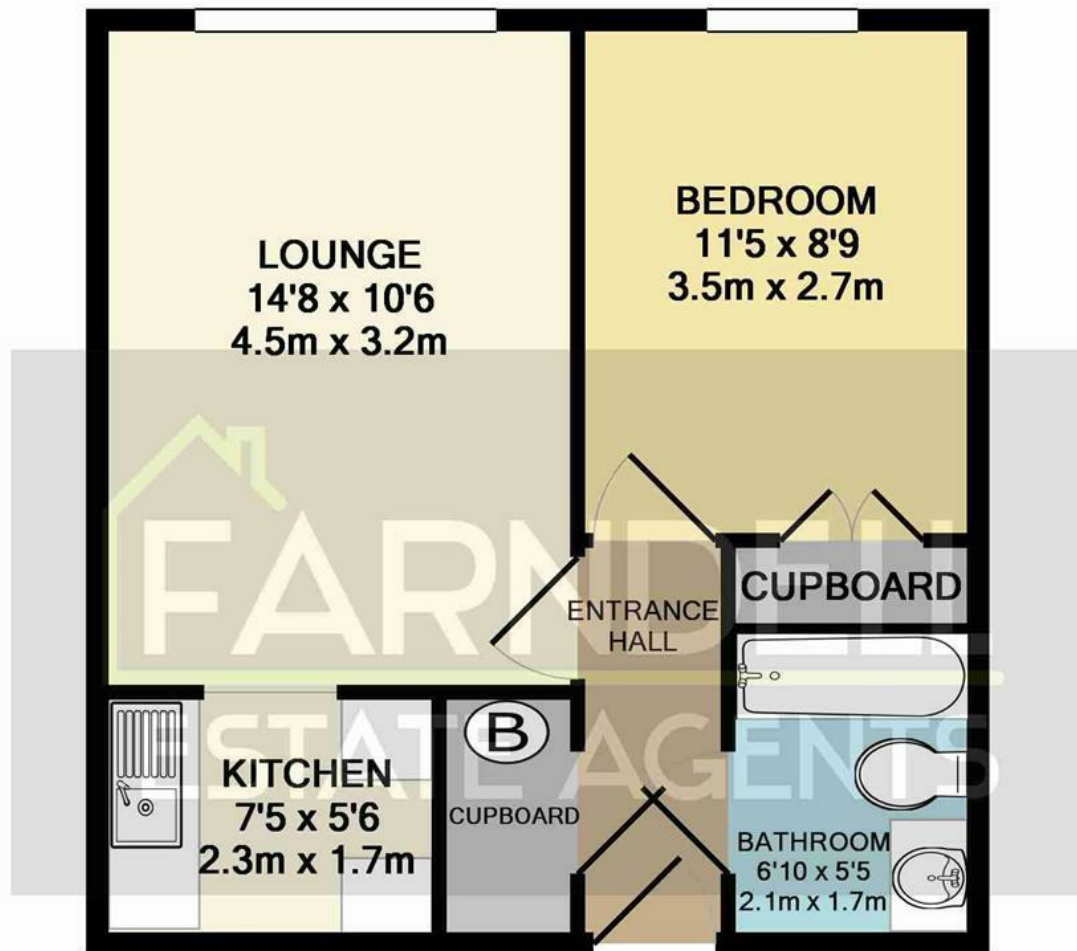 LOUNGE
14'8 x 10'6
4.5m x 3.2m
BEDROOM
11'5 x 8'9
3.5m x 2.7m
FARNDELL
ESTATE AGENTS
ENTRANCE
HALL
CUPBOARD
KITCHEN
7'5 x 5'6
2.3m x 1.7m
B
CUPBOARD
BATHROOM
6'10 x 5'5
2.1m x 1.7m